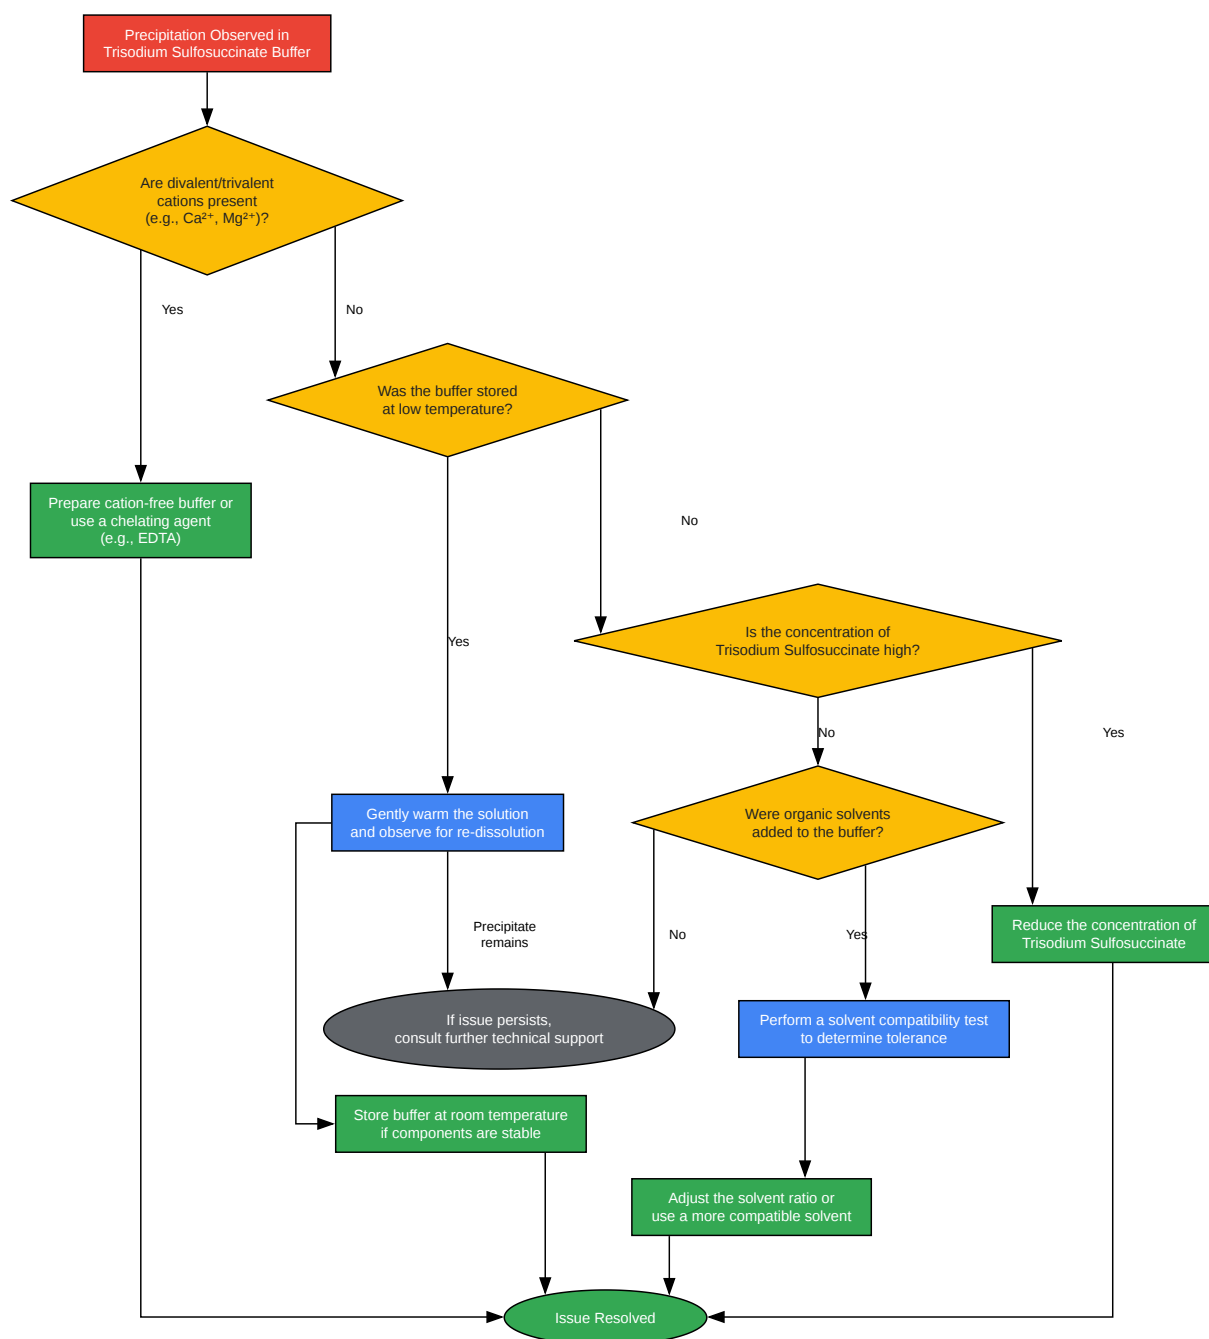 Precipitation Observed in
Trisodium Sulfosuccinate Buffer
Are divalent/trivalent
cations present
(e.g., Ca²⁺, Mg²⁺)?
Yes
No
Was the buffer stored
at low temperature?
Prepare cation-free buffer or
use a chelating agent
(e.g., EDTA)
No
Yes
Is the concentration of
Trisodium Sulfosuccinate high?
No
Yes
Gently warm the solution
and observe for re-dissolution
Were organic solvents
added to the buffer?
Precipitate
remains
No
Yes
Reduce the concentration of
Trisodium Sulfosuccinate
If issue persists,
consult further technical support
Perform a solvent compatibility test
to determine tolerance
Store buffer at room temperature
if components are stable
Adjust the solvent ratio or
use a more compatible solvent
Issue Resolved